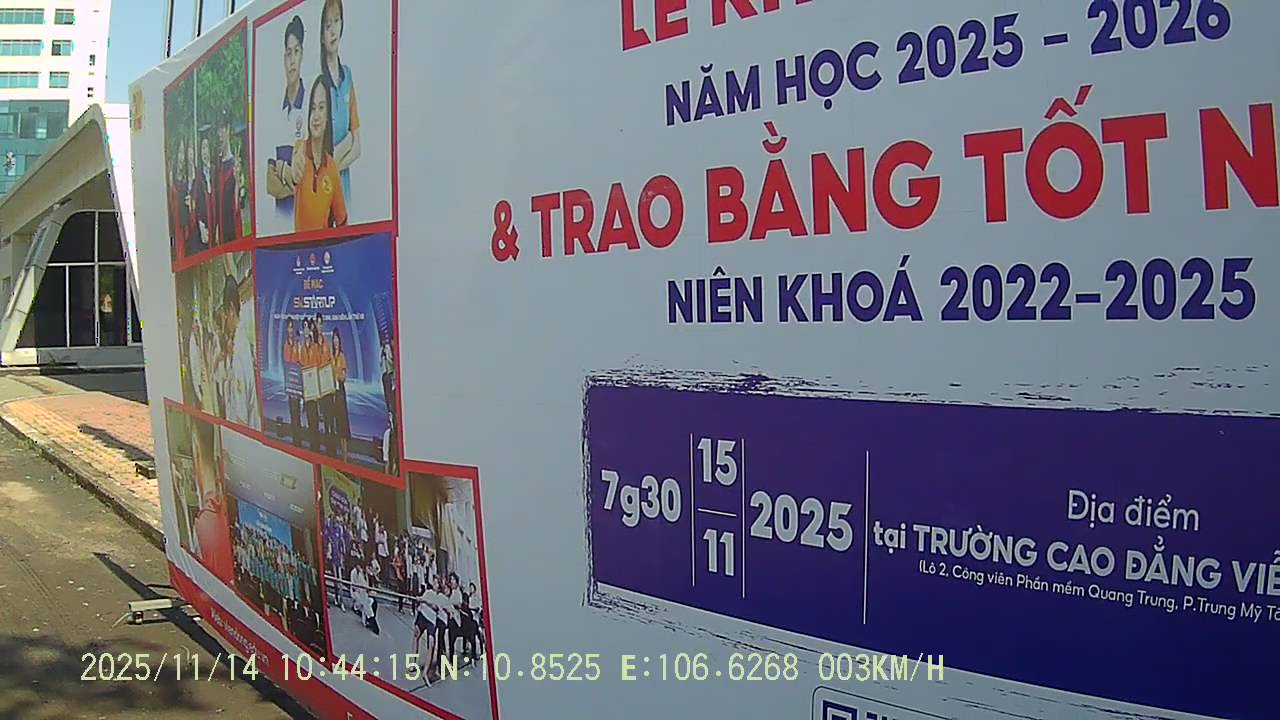 NĂM HỌC 2025 - 2026
& TRAO BẰNG TỐT
NIÊN KHOÁ 2022-2025
7g30
15
11
2025
Địa điểm
tại TRƯỜNG CAO ĐẲNG
(Lô 2, Công viên Phần mềm Quang Trung, P.Trung Mỹ
BẾ MẠC
2025/11/14 10:44:15 N:10.8525 E:106.6268 003KM/H